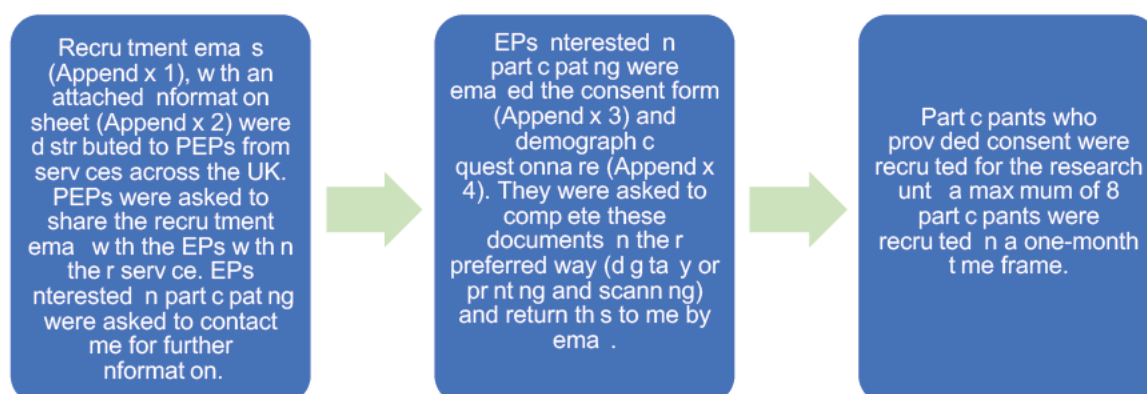 Recru tment ema s
(Append x 1), w th an
attached nformat on
sheet (Append x 2) were
d str buted to PEPs from
serv ces across the UK.
PEPs were asked to
share the recru tment
ema w th the EPs w th n
the r serv ce. EPs
nterested n part c pat ng
were asked to contact
me for further
nformat on.
EPs nterested n
part c pat ng were
ema ed the consent form
(Append x 3) and
demograph c
quest onna re (Append x
4). They were asked to
comp ete these
documents n the r
preferred way (d g ta y or
pr nt ng and scann ng)
and return th s to me by
ema .
Part c pants who
prov ded consent were
recru ted for the research
unt a max mum of 8
part c pants were
recru ted n a one-month
t me frame.